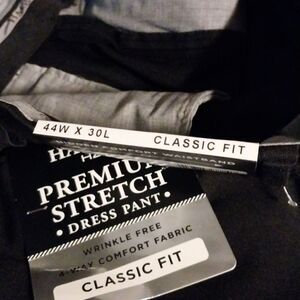 44W X 30L CLASSIC FIT
HIDDEN COMFORT WAISTBAND
PREMIUM
STRETCH
• DRESS PANT •
WRINKLE FREE
4-WAY COMFORT FABRIC
CLASSIC FIT